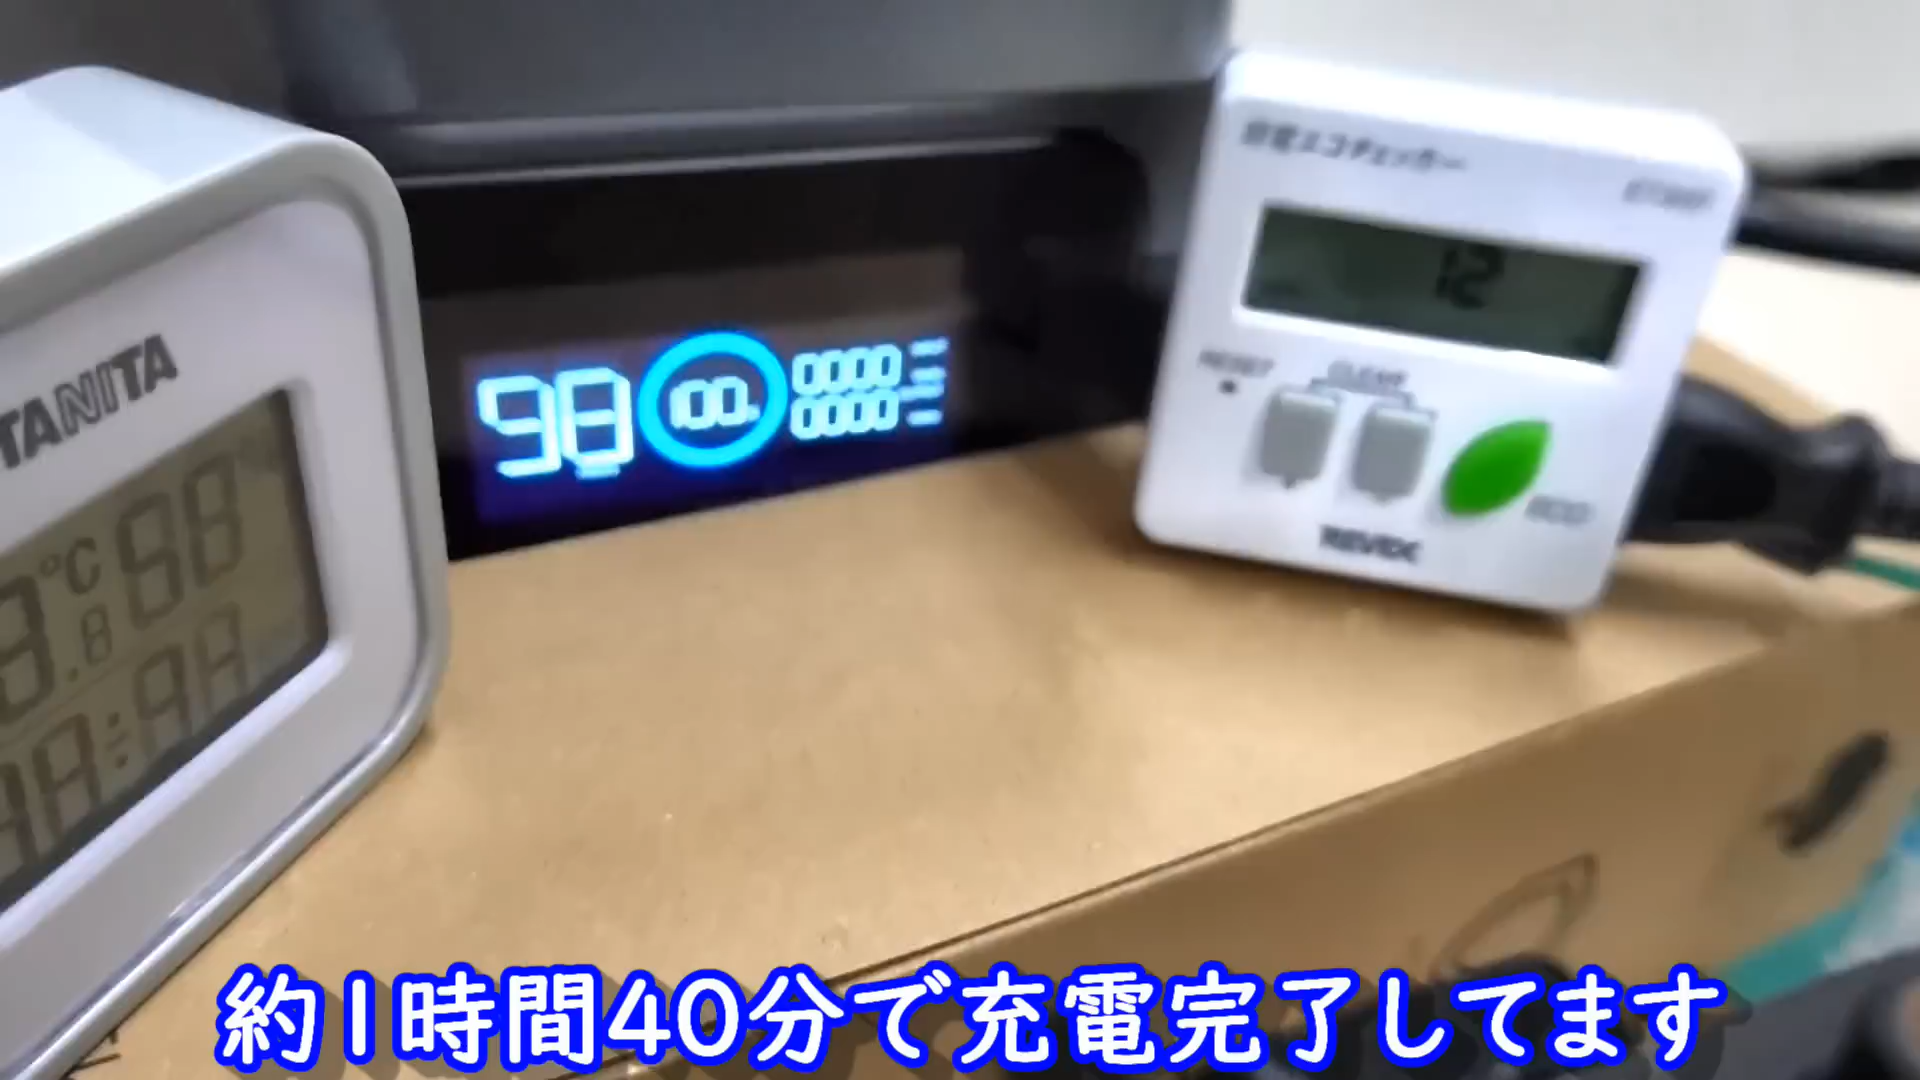 TANITA
98
100%
0000
0000
節電エコチェッカー
12
RESET
CLEAR
ECO
REVEX
℃
約1時間40分で充電完了してます